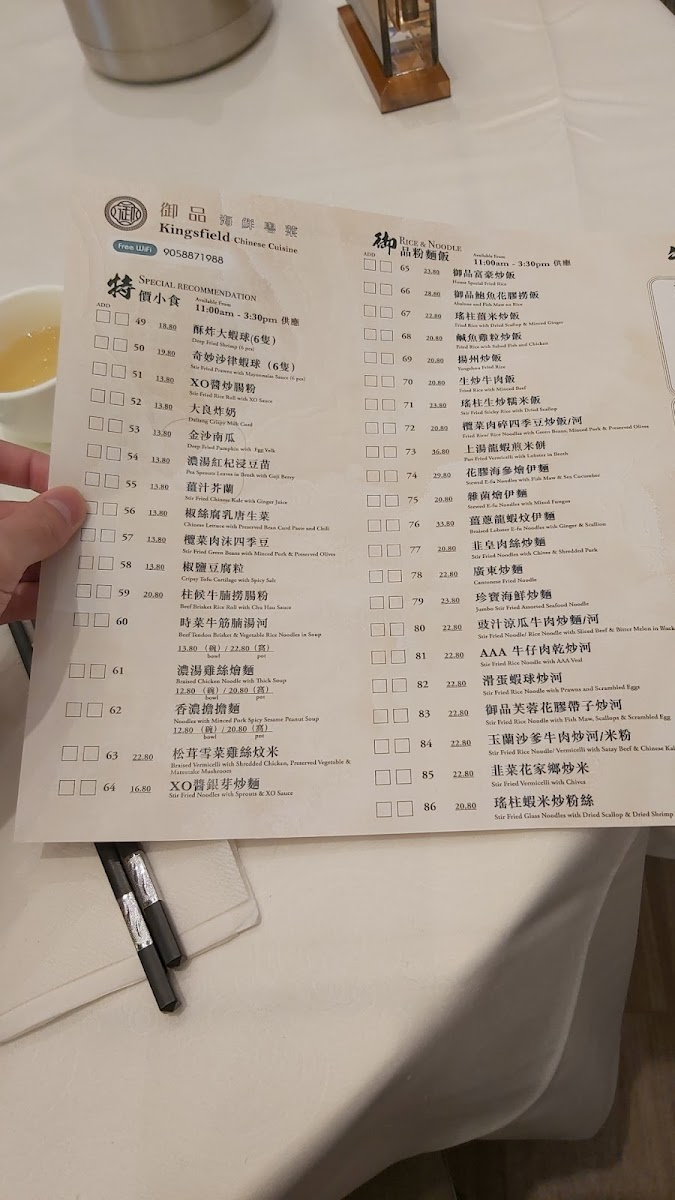 御品 海鮮粵菜
Kingsfield Chinese Cuisine
free WiFi 9058871988
特價小食
SPECIAL RECOMMENDATION
Available From
11:00am - 3:30pm 供應
ADD
49 18.80 酥炸大蝦球(6隻)
Deep Fried Shrimp (6 pcs)
50 19.80 奇妙沙律蝦球 (6隻)
Stir Fried Prawns with Mayonnaise Sauce (6 pcs)
51 13.80 XO醬炒腸粉
Stir Fried Rice Roll with XO Sauce
52 13.80 大良炸奶
Daliang Crispy Milk Curd
53 13.80 金沙南瓜
Deep Fried Pumpkin with Egg Yolk
54 13.80 濃湯紅杞浸豆苗
Pea Sprouts Leaves in Broth with Goji Berry
55 13.80 薑汁芥蘭
Stir Fried Chinese Kale with Ginger Juice
56 13.80 椒絲腐乳唐生菜
Chinese Lettuce with Preserved Bean Curd Paste and Chili
57 13.80 欖菜肉沫四季豆
Stir Fried Green Beans with Minced Pork & Preserved Olives
58 13.80 椒鹽豆腐粒
Cripsy Tofu Cartilage with Spicy Salt
59 20.80 柱候牛腩撈腸粉
Beef Brisket Rice Roll with Chu Hau Sauce
60 時菜牛筋腩湯河
Beef Tendon Brisket & Vegetable Rice Noodles in Soup
13.80 (碗) / 22.80 (窩)
bowl pot
61 濃湯雞絲燴麵
Braised Chicken Noodle with Thick Soup
12.80 (碗) / 20.80 (窩)
bowl pot
62 香濃擔擔麵
Noodles with Minced Pork Spicy Sesame Peanut Soup
12.80 (碗) / 20.80 (窩)
bowl pot
63 22.80 松茸雪菜雞絲炆米
Braised Vermicelli with Shredded Chicken, Preserved Vegetable &
Matsutake Mushroom
64 16.80 XO醬銀芽炒麵
Stir Fried Noodles with Sprouts & XO Sauce
御品粉麵飯
RICE & NOODLE
Available From
11:00am - 3:30pm 供應
ADD
65 23.80 御品富豪炒飯
House Special Fried Rice
66 28.80 御品鮑魚花膠撈飯
Abalone and Fish Maw on Rice
67 22.80 瑤柱薑米炒飯
Fried Rice with Dried Scallop & Minced Ginger
68 20.80 鹹魚雞粒炒飯
Fried Rice with Salted Fish and Chicken
69 20.80 揚州炒飯
Yangzhou Fried Rice
70 20.80 生炒牛肉飯
Fried Rice with Minced Beef
71 23.80 瑤柱生炒糯米飯
Stir Fried Sticky Rice with Dried Scallop
72 20.80 欖菜肉碎四季豆炒飯/河
Fried Rice/ Rice Noodles with Green Beans, Minced Pork & Preserved Olives
73 36.80 上湯龍蝦煎米餅
Pan Fried Vermicelli with Lobster in Broth
74 29.80 花膠海參燴伊麵
Stewed E-fu Noodles with Fish Maw & Sea Cucumber
75 20.80 雜菌燴伊麵
Stewed E-fu Noodles with Mixed Fungus
76 33.80 薑蔥龍蝦炆伊麵
Braised Lobster E-fu Noodles with Ginger & Scallion
77 20.80 韭皇肉絲炒麵
Stir Fried Noodles with Chives & Shredded Pork
78 22.80 廣東炒麵
Cantonese Fried Noodle
79 23.80 珍寶海鮮炒麵
Jumbo Stir Fried Assorted Seafood Noodle
80 22.80 豉汁涼瓜牛肉炒麵/河
Stir Fried Noodle/ Rice Noodle with Sliced Beef & Bitter Melon in Black
81 22.80 AAA 牛仔肉乾炒河
Stir Fried Rice Noodle with AAA Veal
82 22.80 滑蛋蝦球炒河
Stir Fried Rice Noodle with Prawns and Scrambled Eggs
83 22.80 御品芙蓉花膠帶子炒河
Stir Fried Rice Noodle with Fish Maw, Scallops & Scrambled Egg
84 22.80 玉蘭沙爹牛肉炒河/米粉
Stir Fried Rice Noodle/ Vermicelli with Satay Beef & Chinese Kal
85 22.80 韭菜花家鄉炒米
Stir Fried Vermicelli with Chives
86 20.80 瑤柱蝦米炒粉絲
Stir Fried Glass Noodles with Dried Scallop & Dried Shrimp